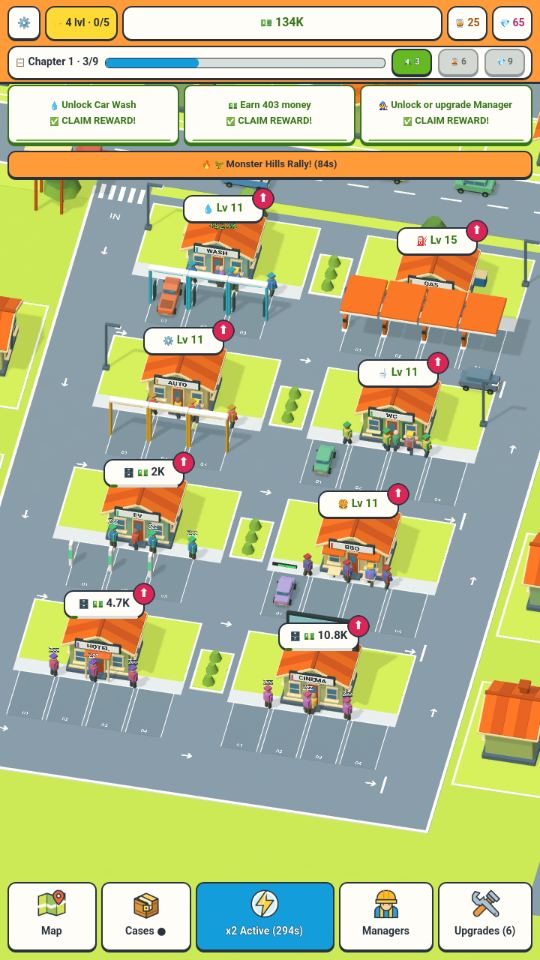 4 lvl · 0/5
134K
25
65
Chapter 1 · 3/9
3
6
9
Unlock Car Wash
CLAIM REWARD!
Earn 403 money
CLAIM REWARD!
Unlock or upgrade Manager
CLAIM REWARD!
Monster Hills Rally! (84s)
IN
Lv 11
WASH
Lv 15
GAS
Lv 11
AUTO
Lv 11
WC
2K
EV
Lv 11
BBQ
4.7K
HOTEL
10.8K
CINEMA
Map
Cases
x2 Active (294s)
Managers
Upgrades (6)